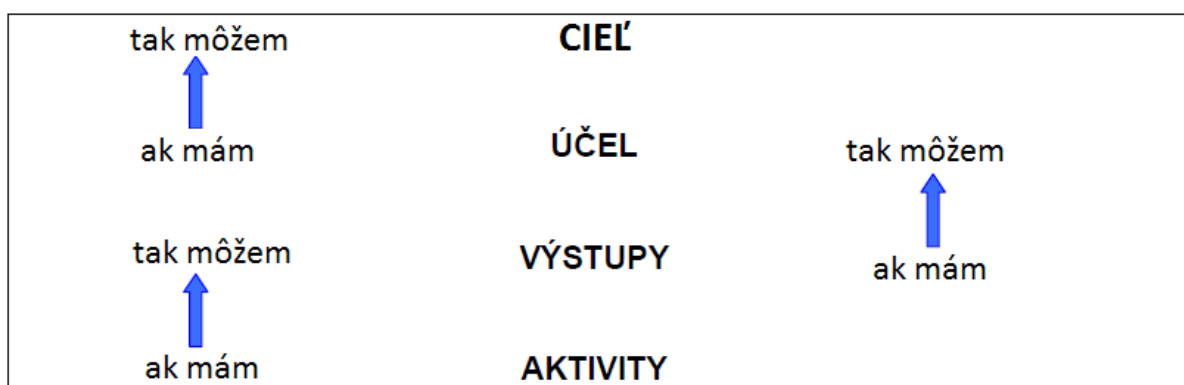 tak môžem CIEĽ
ak mám ÚČEL tak môžem
tak môžem VÝSTUPY ak mám
ak mám AKTIVITY